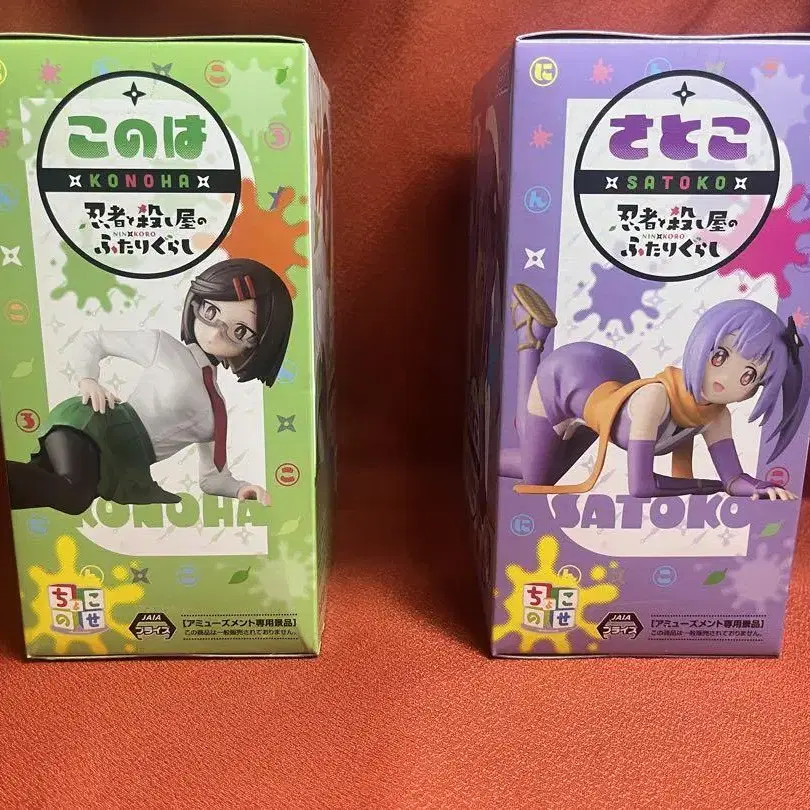 このは
KONOHA
忍者と殺し屋の
NIN KORO
ふたりぐらし
KONOHA
ちょこ
のせ
JAIA
プライズ
【アミューズメント専用景品】
この商品は一般販売されておりません。
さとこ
SATOKO
忍者と殺し屋の
NIN KORO
ふたりぐらし
SATOKO
ちょこ
のせ
JAIA
プライズ
【アミューズメント専用景品】
この商品は一般販売されておりません。